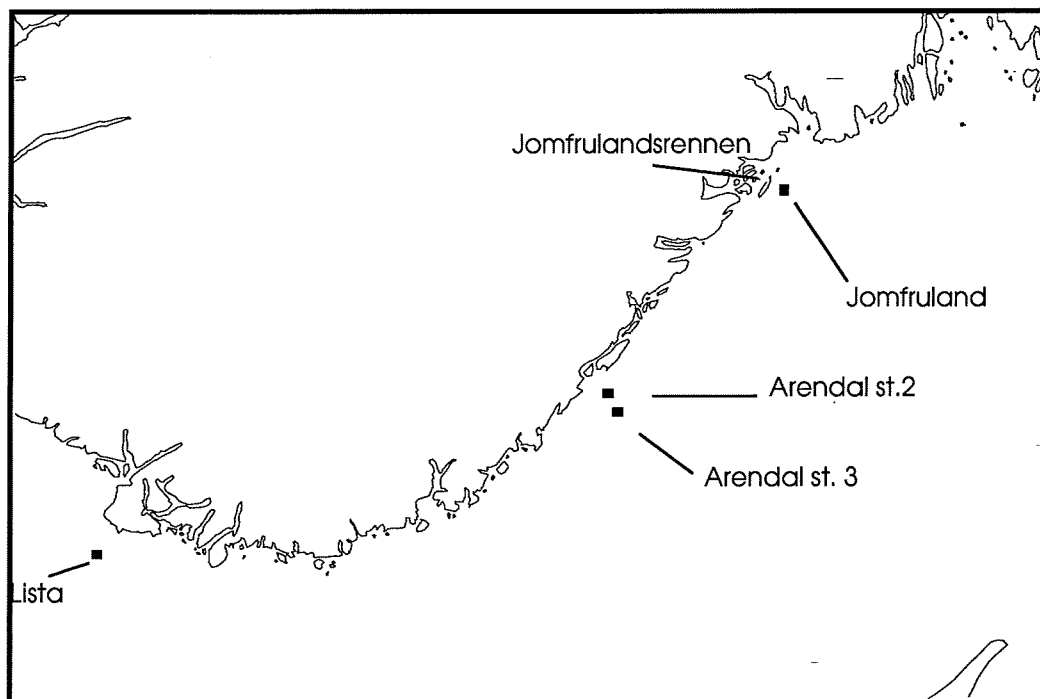 Jomfrulandsrennen
Jomfruland
Arendal st.2
Arendal st. 3
Lista